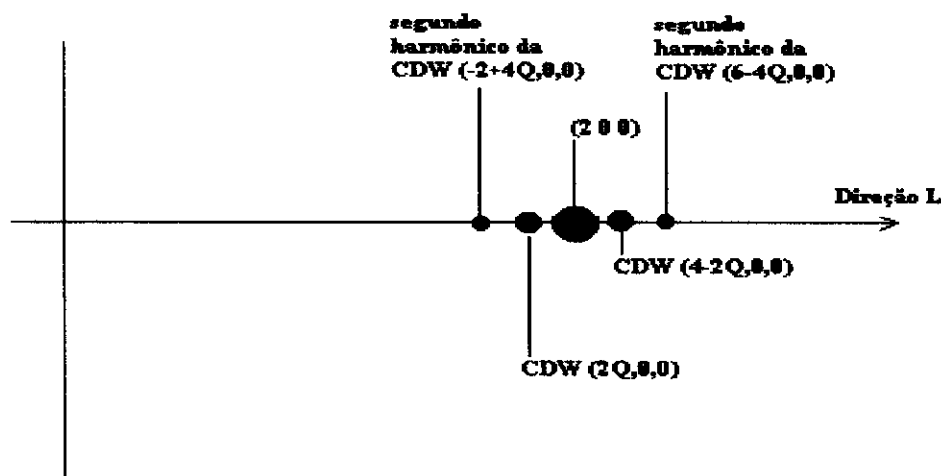 segundo
harmônico da
CDW (-2+4Q,0,0)
segundo
harmônico da
CDW (6-4Q,0,0)
(2 0 0)
Direção L
CDW (4-2Q,0,0)
CDW (2Q,0,0)